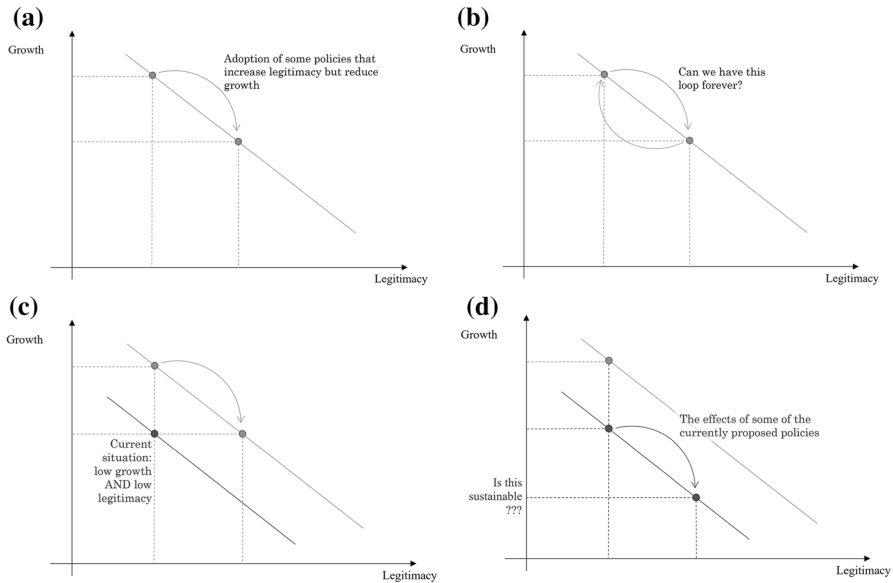 (a)
Growth
Adoption of some policies that
increase legitimacy but reduce
growth
Legitimacy
(b)
Growth
Can we have this
loop forever?
Legitimacy
(c)
Growth
Current
situation:
low growth
AND low
legitimacy
Legitimacy
(d)
Growth
The effects of some of the
currently proposed policies
Is this
sustainable
???
Legitimacy